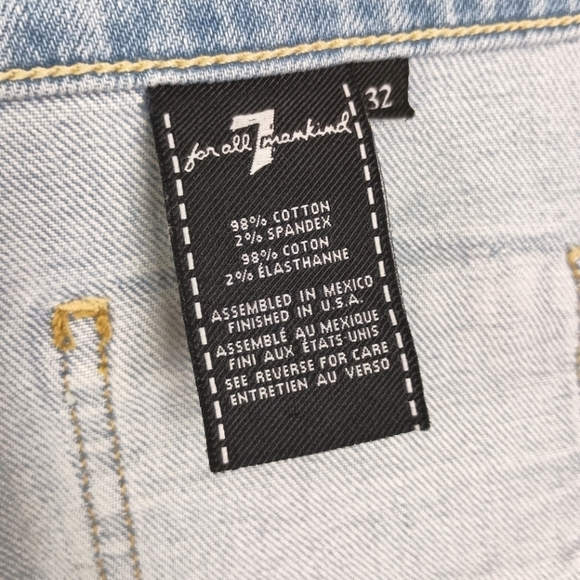 32
7 for all mankind
98% COTTON
2% SPANDEX
98% COTON
2% ÉLASTHANNE
ASSEMBLED IN MEXICO
FINISHED IN U.S.A.
ASSEMBLÉ AU MEXIQUE
FINI AUX ÉTATS-UNIS
SEE REVERSE FOR CARE
ENTRETIEN AU VERSO